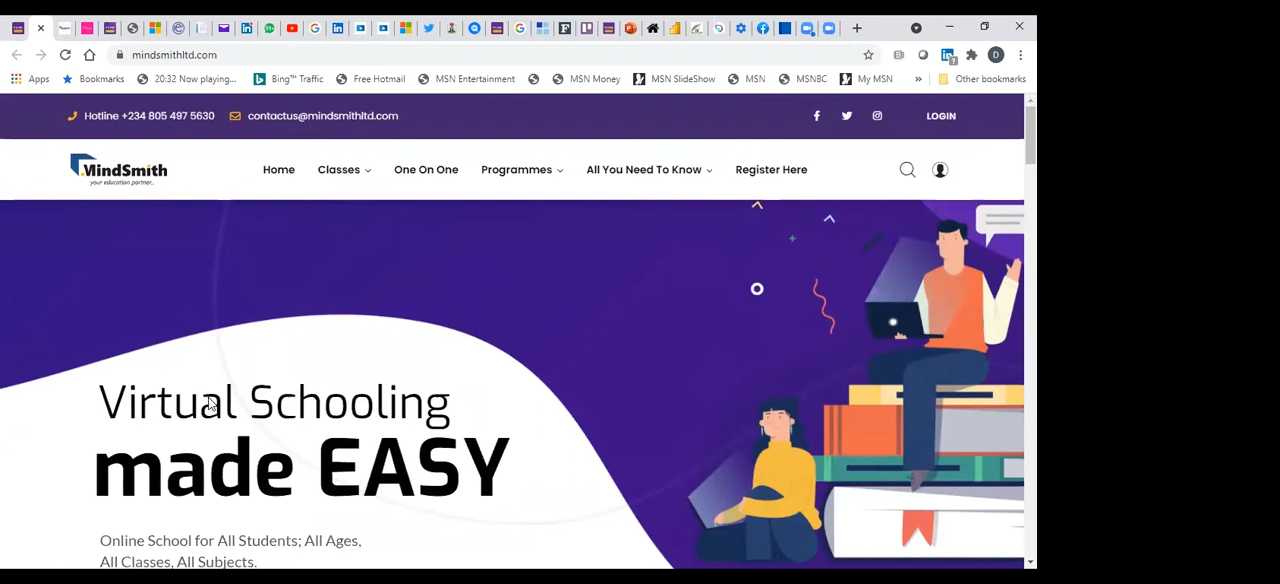 mindsmithltd.com
Apps Bookmarks 20:32 Now playing... Bing™ Traffic Free Hotmail MSN Entertainment MSN Money MSN SlideShow MSN MSNBC My MSN » Other bookmarks
Hotline +234 805 497 5630 contactus@mindsmithltd.com LOGIN
MindSmith
your education partner...
Home Classes One On One Programmes All You Need To Know Register Here
Virtual Schooling
made EASY
Online School for All Students; All Ages,
All Classes, All Subjects.